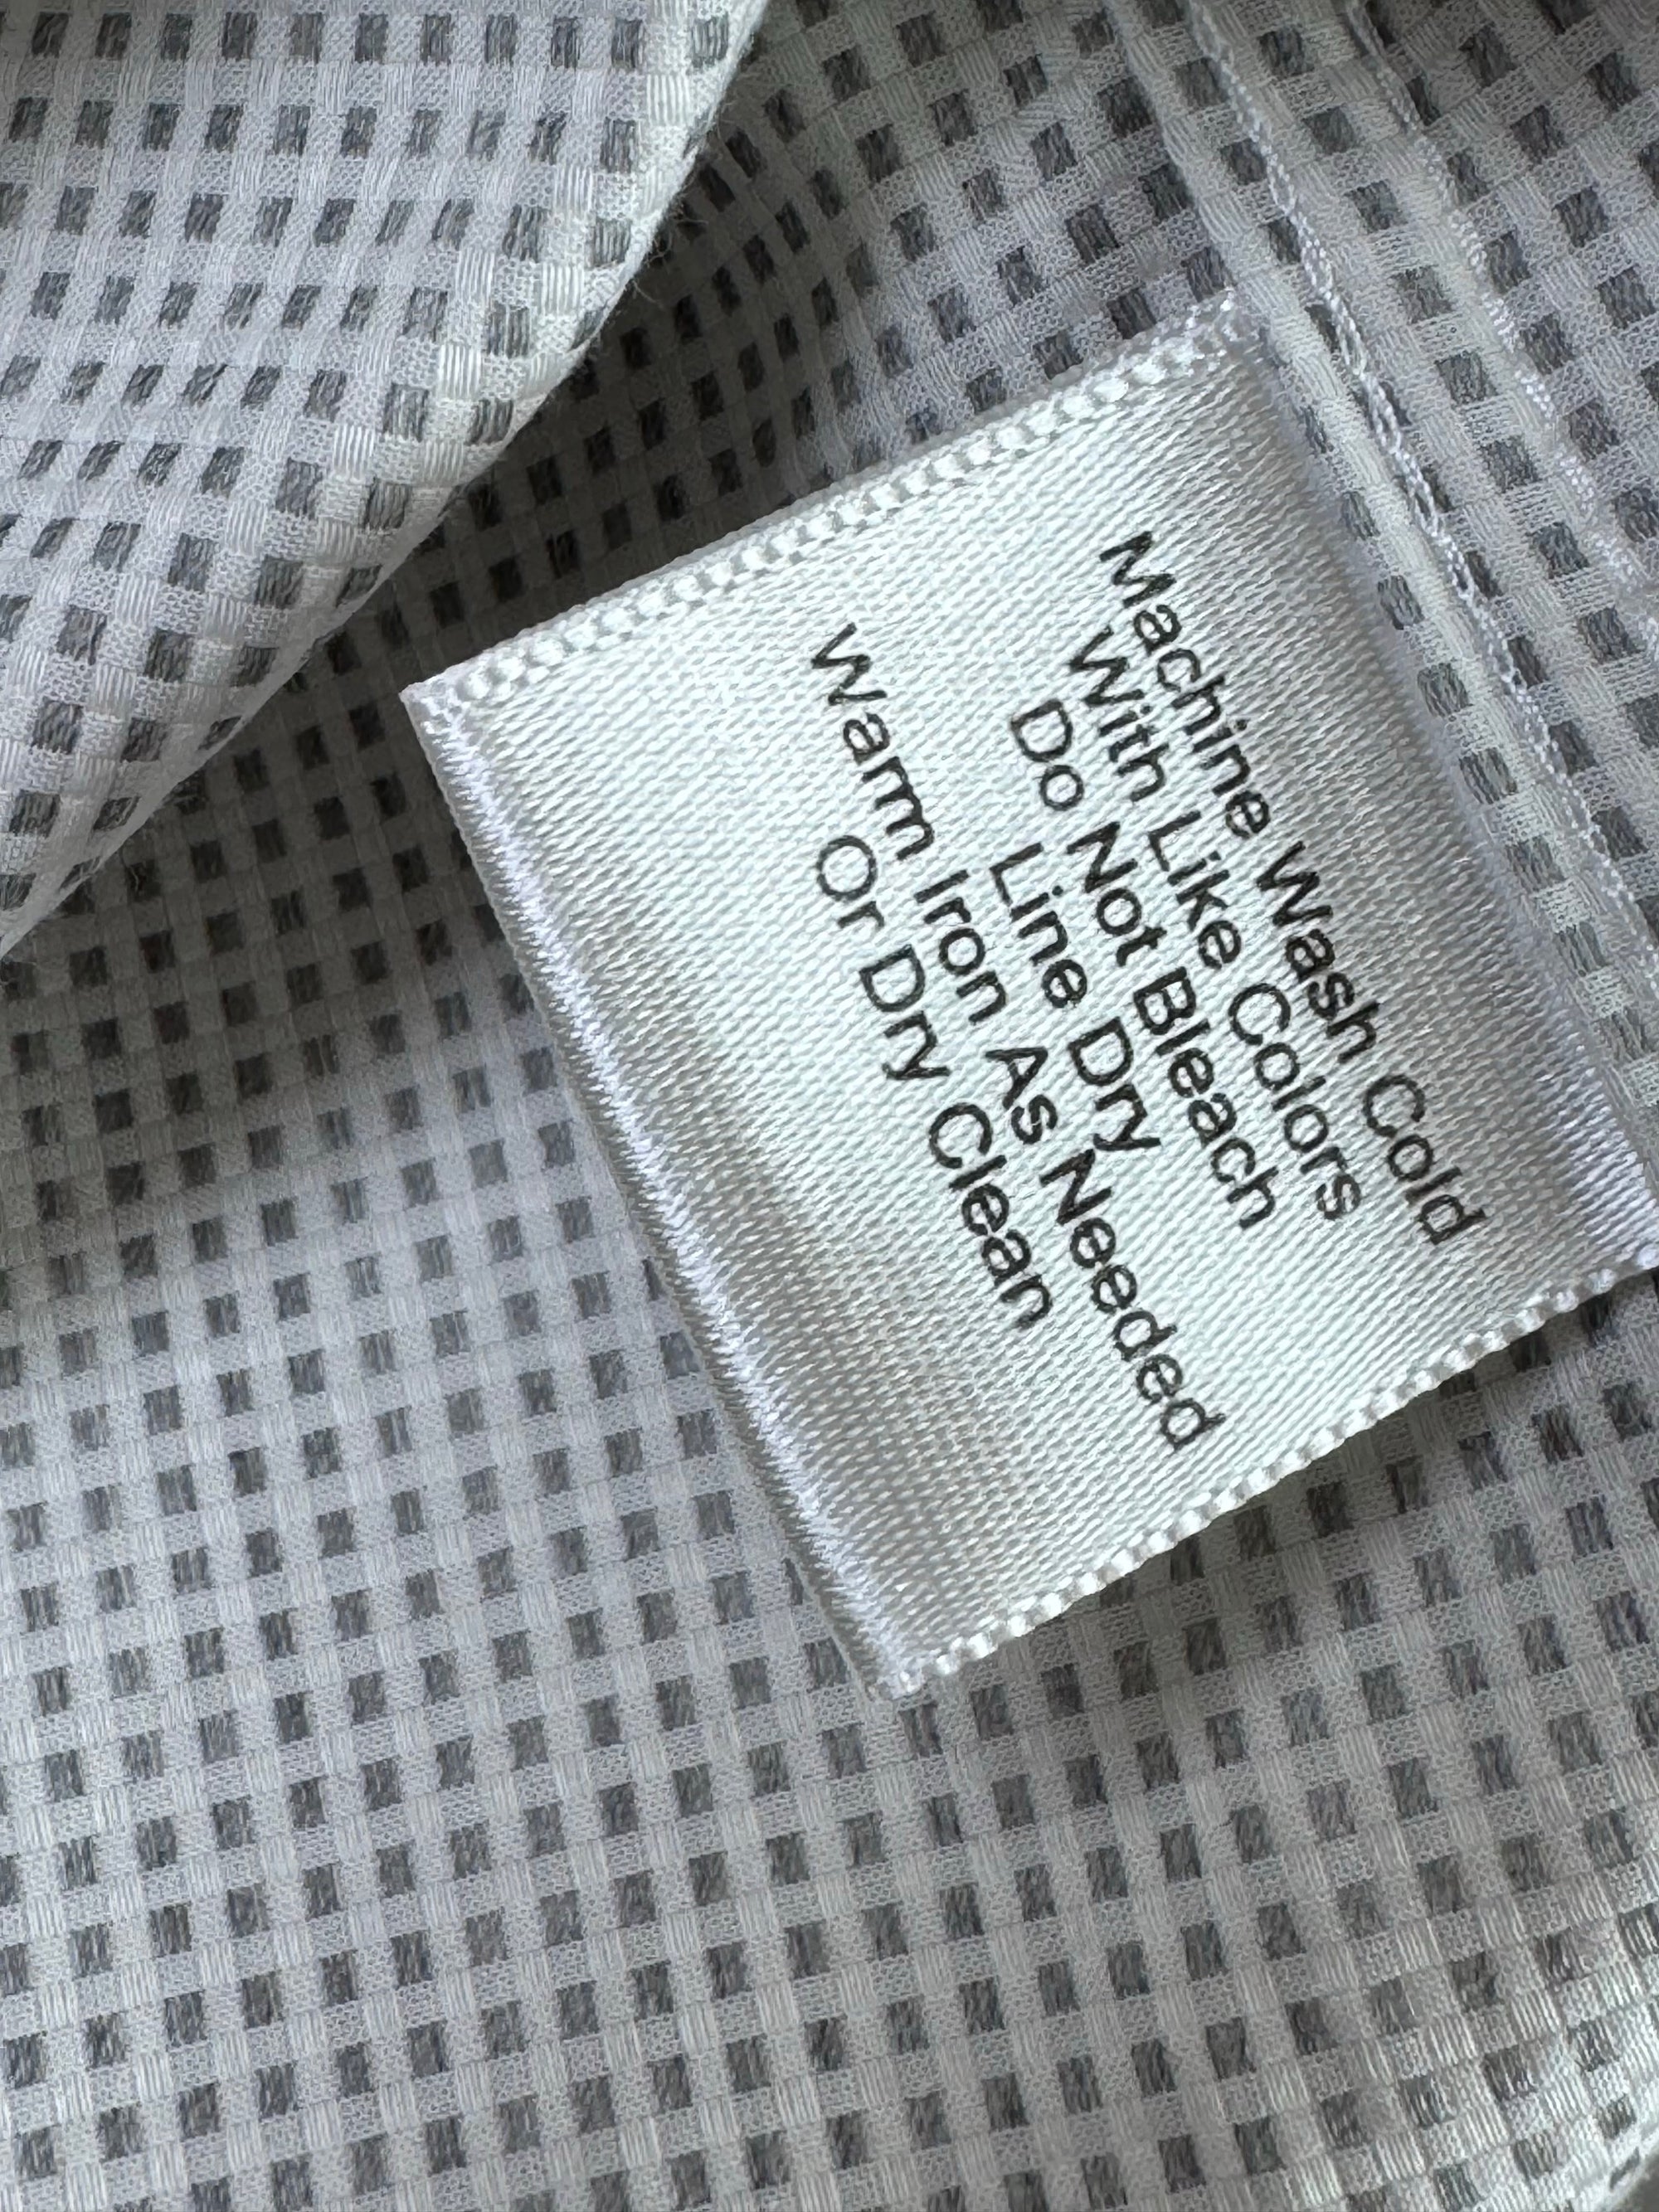 Machine Wash Cold
With Like Colors
Do Not Bleach
Line Dry
Warm Iron As Needed
Or Dry Clean